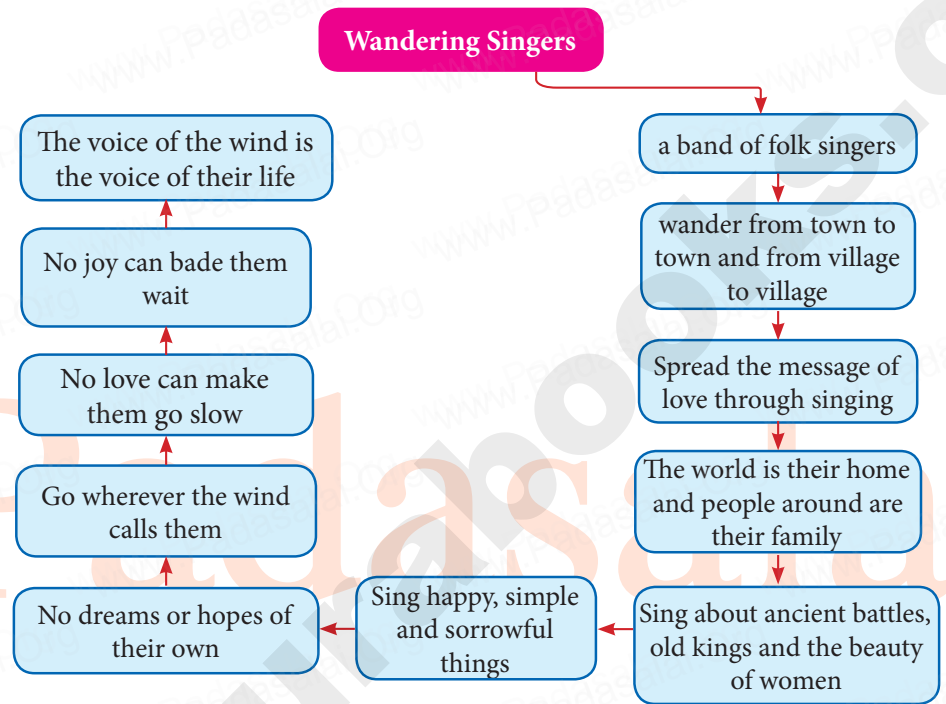 Wandering Singers
a band of folk singers
wander from town to
town and from village
to village
Spread the message of
love through singing
The world is their home
and people around are
their family
Sing about ancient battles,
old kings and the beauty
of women
Sing happy, simple
and sorrowful
things
No dreams or hopes of
their own
Go wherever the wind
calls them
No love can make
them go slow
No joy can bade them
wait
The voice of the wind is
the voice of their life